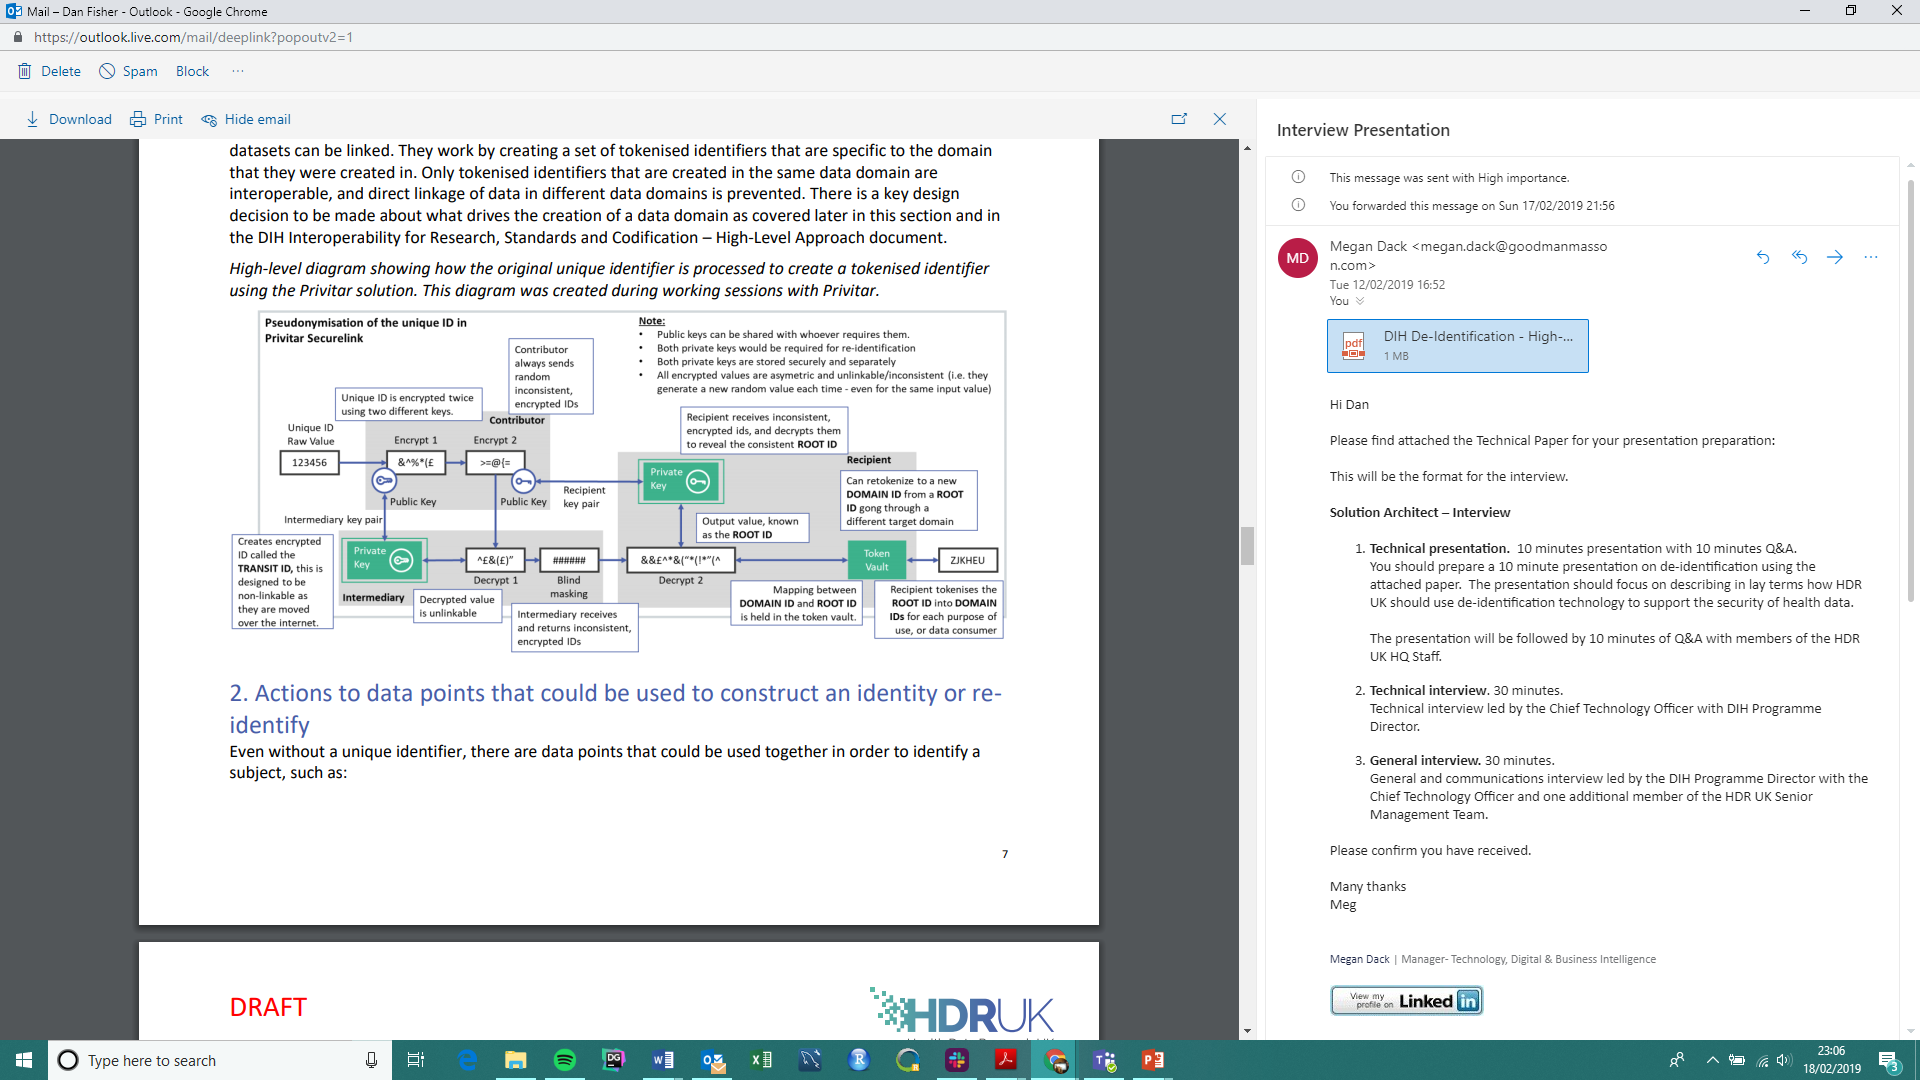 Mail – Dan Fisher - Outlook - Google Chrome
https://outlook.live.com/mail/deeplink?popoutv2=1
Delete Spam Block ...
Download Print Hide email
datasets can be linked. They work by creating a set of tokenised identifiers that are specific to the domain
that they were created in. Only tokenised identifiers that are created in the same data domain are
interoperable, and direct linkage of data in different data domains is prevented. There is a key design
decision to be made about what drives the creation of a data domain as covered later in this section and in
the DIH Interoperability for Research, Standards and Codification – High-Level Approach document.
High-level diagram showing how the original unique identifier is processed to create a tokenised identifier
using the Privitar solution. This diagram was created during working sessions with Privitar.
Pseudonymisation of the unique ID in
Privitar Securelink
Note:
• Public keys can be shared with whoever requires them.
• Both private keys would be required for re-identification
• Both private keys are stored securely and separately
• All encrypted values are asymetric and unlinkable/inconsistent (i.e. they
generate a new random value each time - even for the same input value)
Contributor
always sends
random
inconsistent,
encrypted IDs
Unique ID is encrypted twice
using two different keys.
Recipient receives inconsistent,
encrypted ids, and decrypts them
to reveal the consistent ROOT ID
Contributor
Unique ID
Raw Value
Encrypt 1
Encrypt 2
123456
&^%*(£
>=@{=
Public Key
Public Key
Recipient
key pair
Private
Key
Recipient
Can retokenize to a new
DOMAIN ID from a ROOT
ID gong through a
different target domain
Intermediary key pair
Output value, known
as the ROOT ID
Creates encrypted
ID called the
TRANSIT ID, this is
designed to be
non-linkable as
they are moved
over the internet.
Private
Key
^£&(£)”
######
&&£^*&(“*(!*”(^
Token
Vault
ZJKHEU
Decrypt 1
Blind
masking
Decrypt 2
Intermediary
Decrypted value
is unlinkable
Intermediary receives
and returns inconsistent,
encrypted IDs
Mapping between
DOMAIN ID and ROOT ID
is held in the token vault.
Recipient tokenises the
ROOT ID into DOMAIN
IDs for each purpose of
use, or data consumer
2. Actions to data points that could be used to construct an identity or re-
identify
Even without a unique identifier, there are data points that could be used together in order to identify a
subject, such as:
7
DRAFT
HDRUK
Interview Presentation
This message was sent with High importance.
You forwarded this message on Sun 17/02/2019 21:56
MD
Megan Dack <megan.dack@goodmanmasso
n.com>
Tue 12/02/2019 16:52
You
pdf
DIH De-Identification - High-...
1 MB
Hi Dan
Please find attached the Technical Paper for your presentation preparation:
This will be the format for the interview.
Solution Architect – Interview
1. Technical presentation. 10 minutes presentation with 10 minutes Q&A.
You should prepare a 10 minute presentation on de-identification using the
attached paper. The presentation should focus on describing in lay terms how HDR
UK should use de-identification technology to support the security of health data.
The presentation will be followed by 10 minutes of Q&A with members of the HDR
UK HQ Staff.
2. Technical interview. 30 minutes.
Technical interview led by the Chief Technology Officer with DIH Programme
Director.
3. General interview. 30 minutes.
General and communications interview led by the DIH Programme Director with the
Chief Technology Officer and one additional member of the HDR UK Senior
Management Team.
Please confirm you have received.
Many thanks
Meg
Megan Dack | Manager- Technology, Digital & Business Intelligence
View my
profile on Linked in
Type here to search
DG
R
23:06
18/02/2019
3